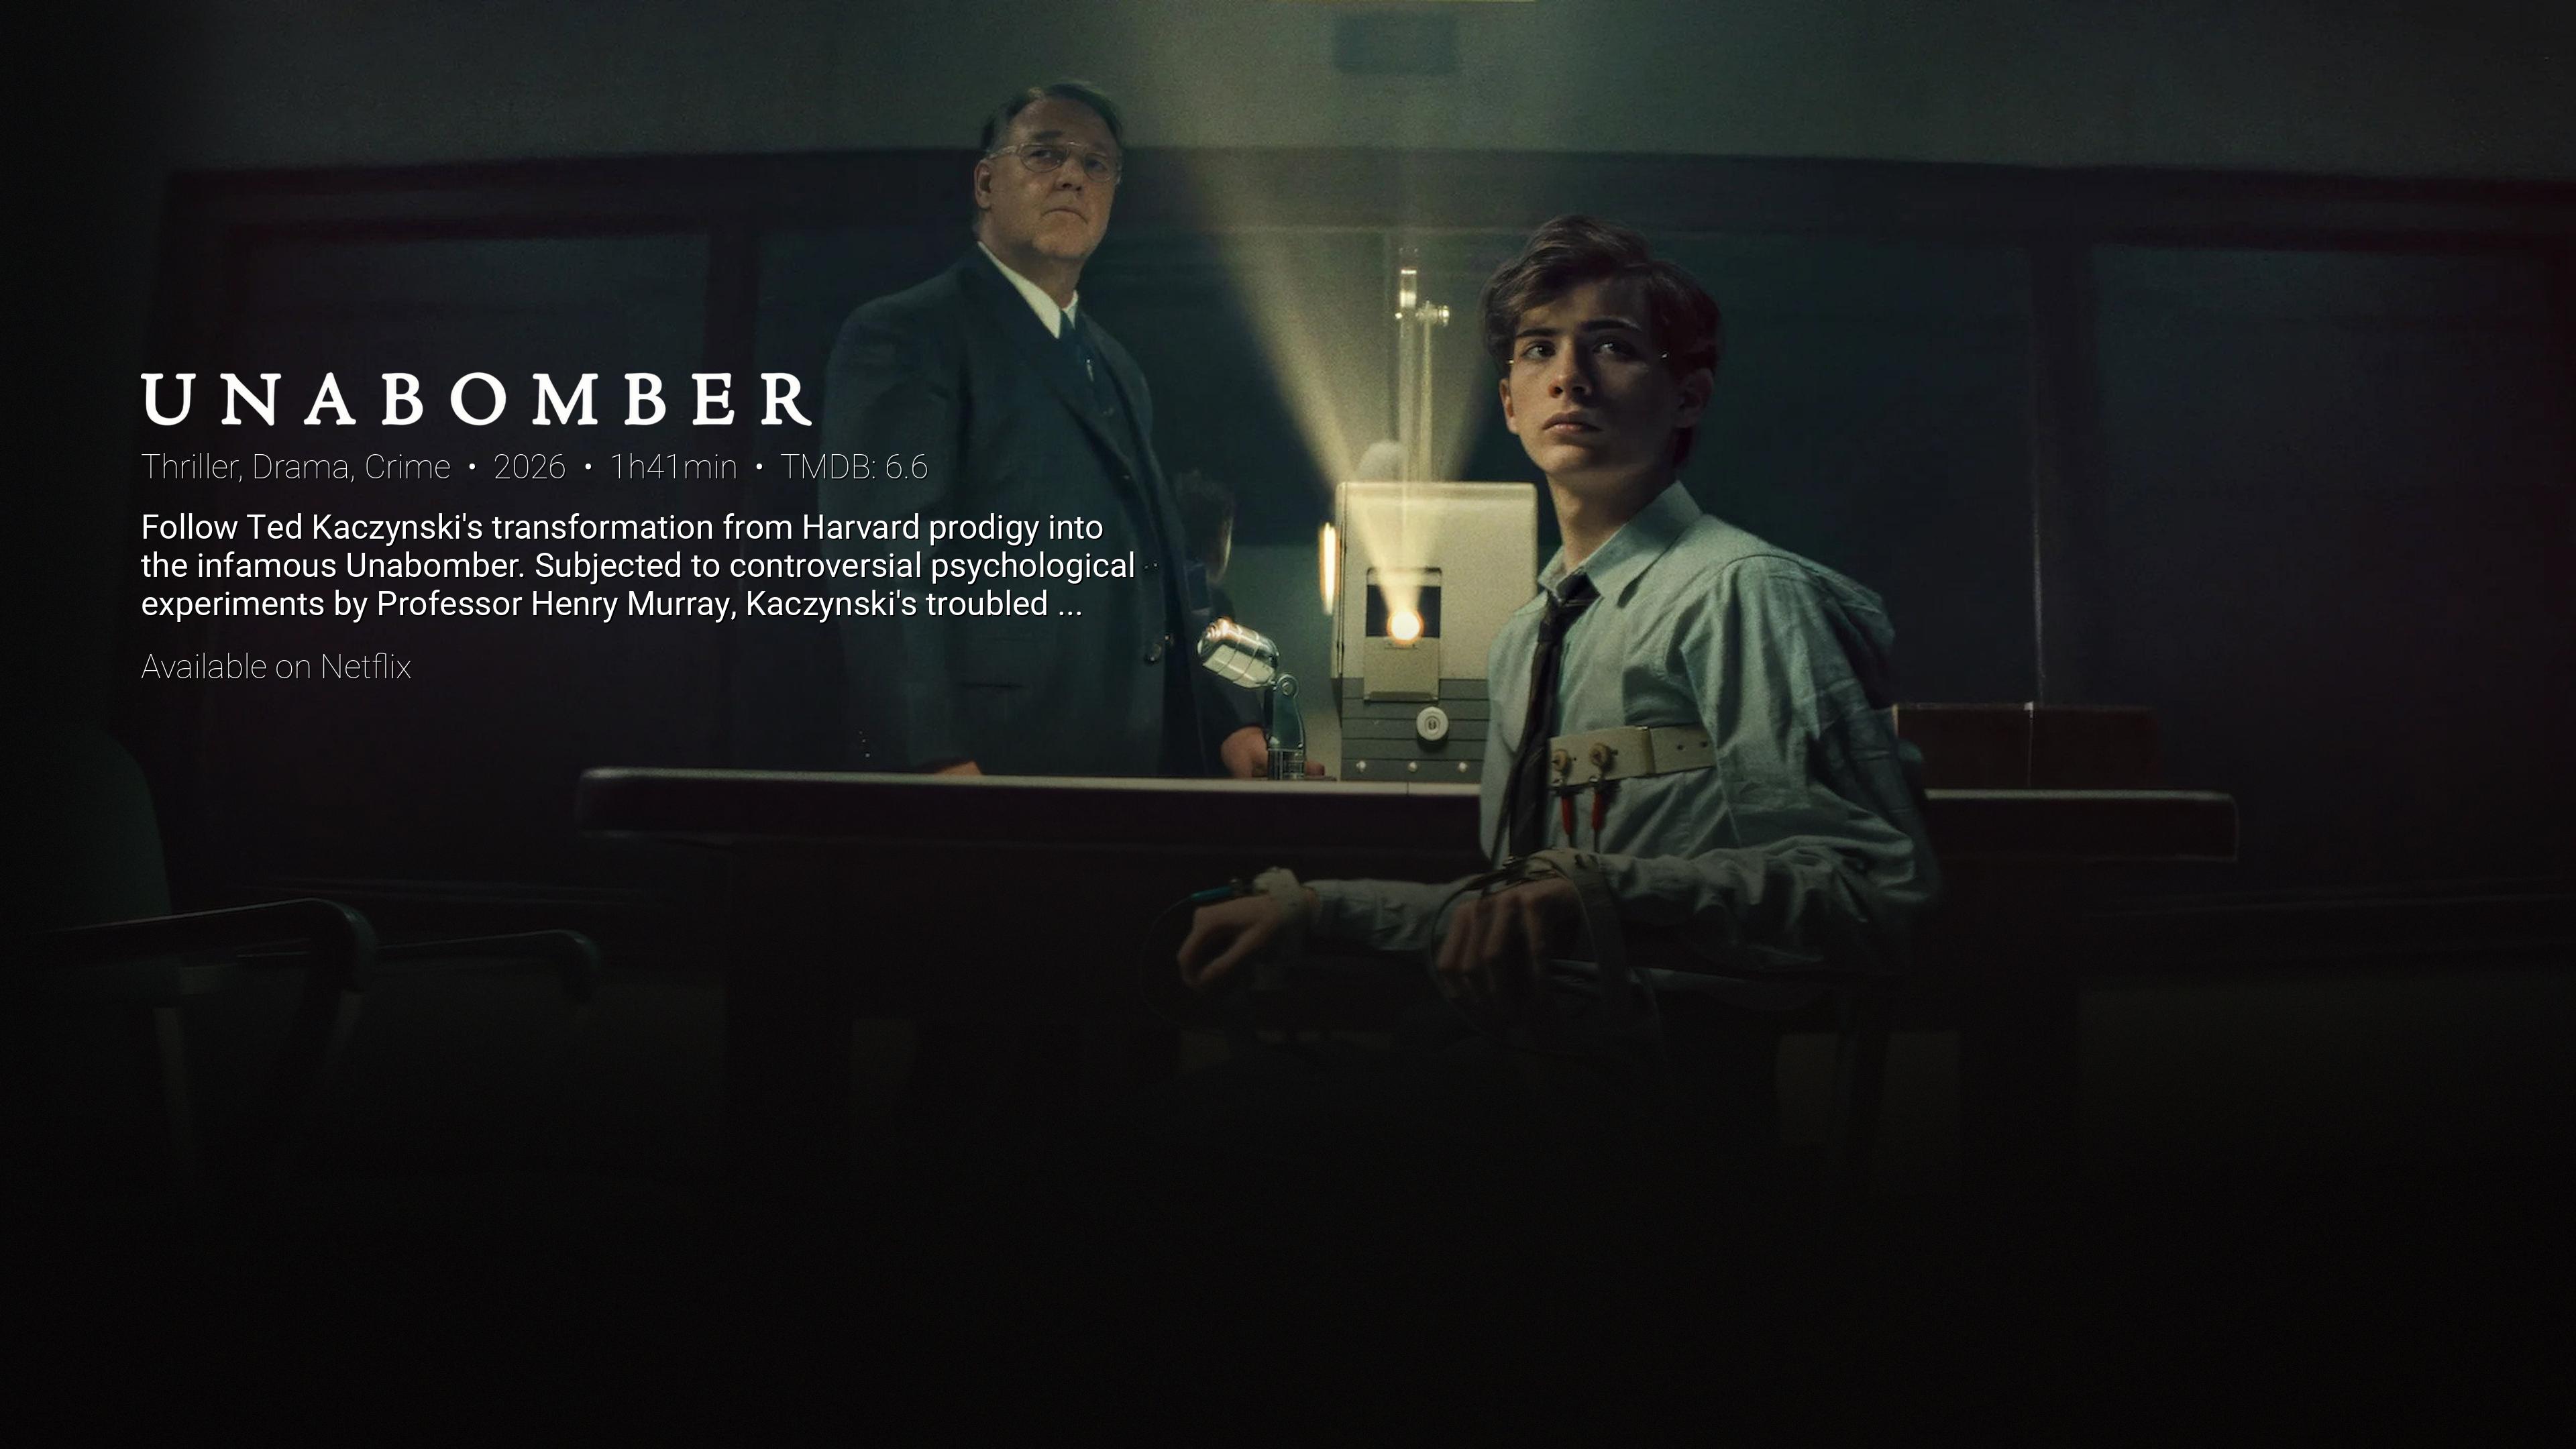 UNABOMBER
Thriller, Drama, Crime • 2026 • 1h41min • TMDB: 6.6
Follow Ted Kaczynski's transformation from Harvard prodigy into
the infamous Unabomber. Subjected to controversial psychological
experiments by Professor Henry Murray, Kaczynski's troubled ...
Available on Netflix